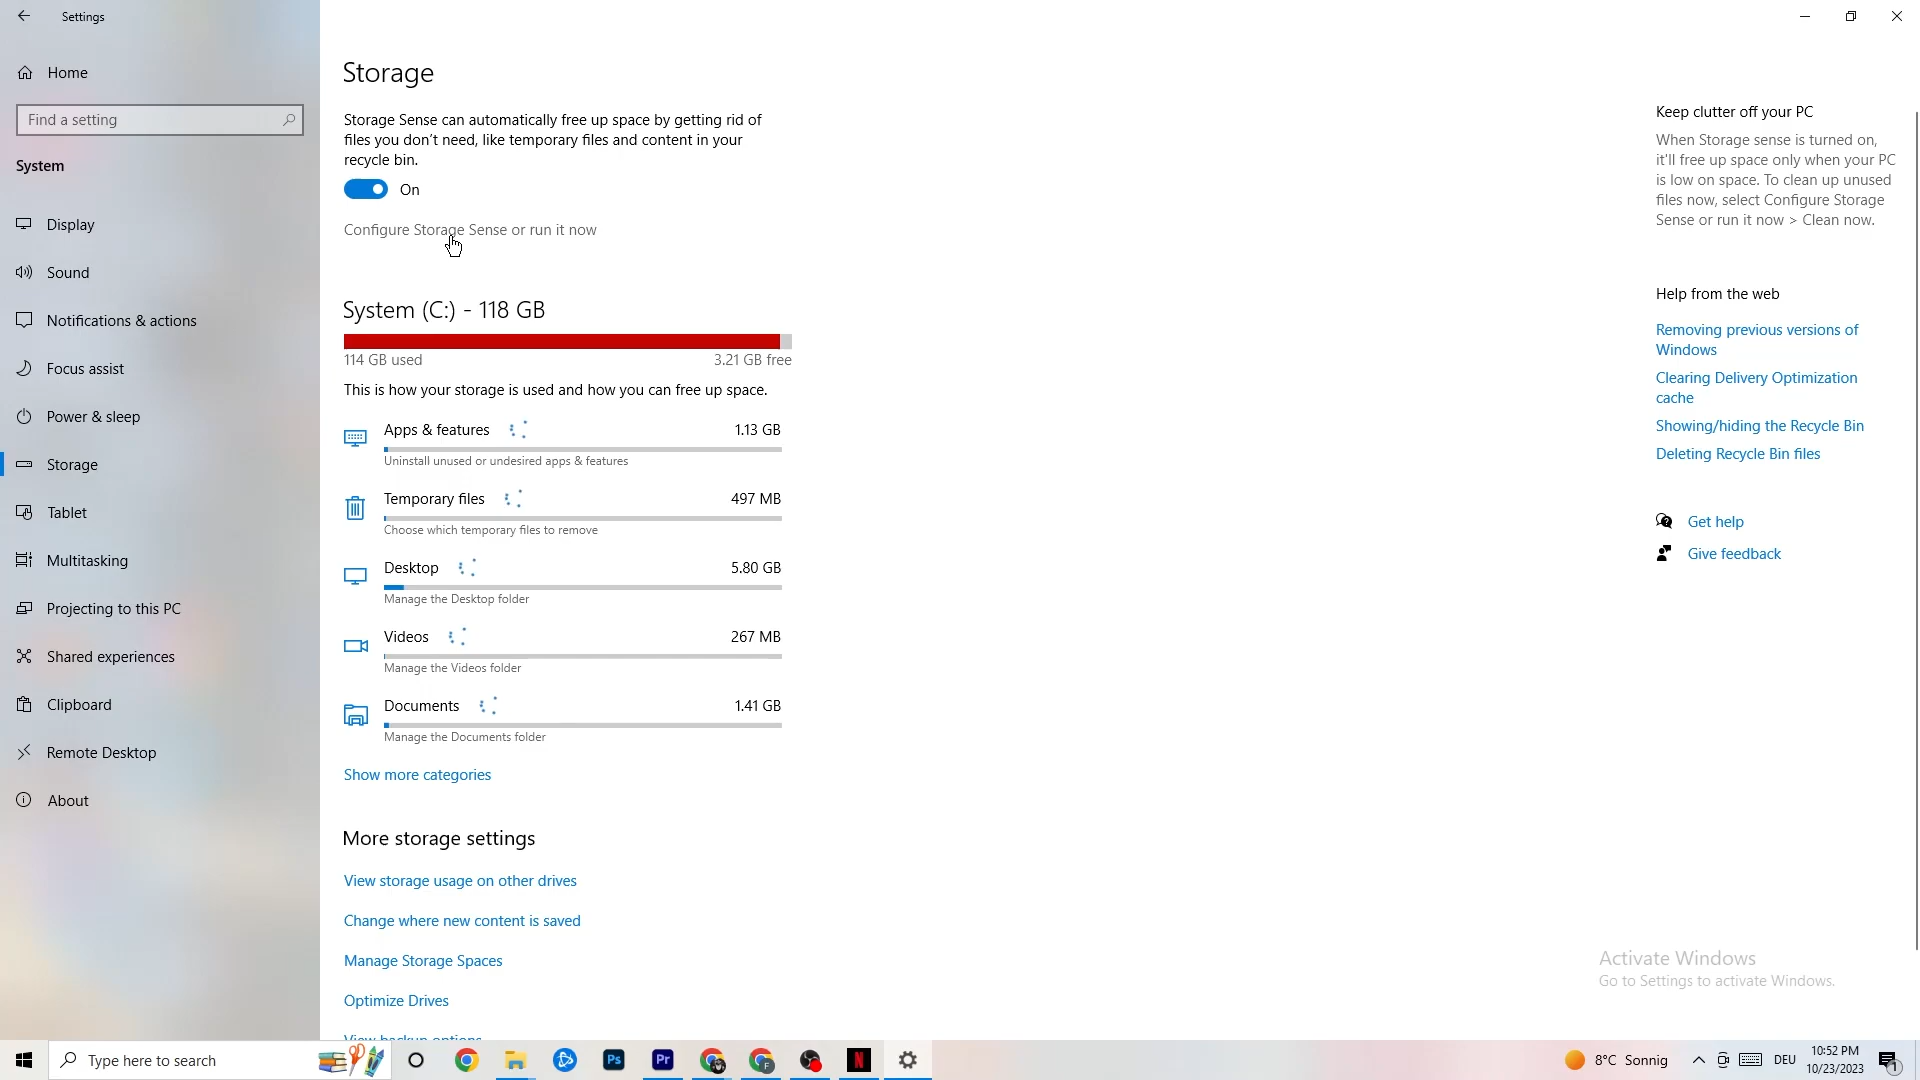 Settings
Home
Find a setting
System
Display
Sound
Notifications & actions
Focus assist
Power & sleep
Storage
Tablet
Multitasking
Projecting to this PC
Shared experiences
Clipboard
Remote Desktop
About
Storage
Storage Sense can automatically free up space by getting rid of
files you don't need, like temporary files and content in your
recycle bin.
On
Configure Storage Sense or run it now
System (C:) - 118 GB
114 GB used 3.21 GB free
This is how your storage is used and how you can free up space.
Apps & features 1.13 GB
Uninstall unused or undesired apps & features
Temporary files 497 MB
Choose which temporary files to remove
Desktop 5.80 GB
Manage the Desktop folder
Videos 267 MB
Manage the Videos folder
Documents 1.41 GB
Manage the Documents folder
Show more categories
More storage settings
View storage usage on other drives
Change where new content is saved
Manage Storage Spaces
Optimize Drives
View backup options
Keep clutter off your PC
When Storage sense is turned on,
it'll free up space only when your PC
is low on space. To clean up unused
files now, select Configure Storage
Sense or run it now > Clean now.
Help from the web
Removing previous versions of
Windows
Clearing Delivery Optimization
cache
Showing/hiding the Recycle Bin
Deleting Recycle Bin files
Get help
Give feedback
Activate Windows
Go to Settings to activate Windows.
Type here to search
Ps
Pr
F
N
8°C Sonnig
DEU
10:52 PM
10/23/2023
1